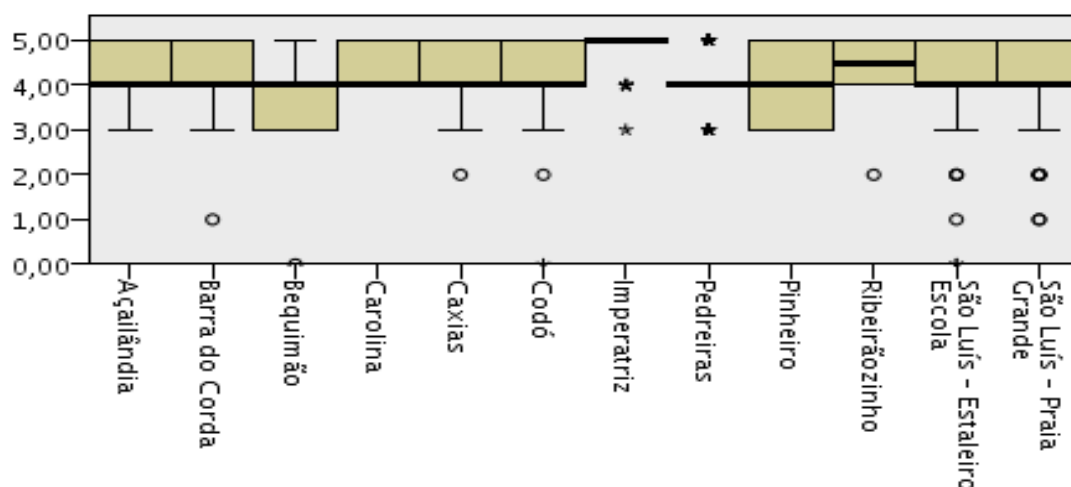 5,00
4,00
3,00
2,00
1,00
0,00
Açailândia
Barra do Corda
Bequimão
Carolina
Caxias
Codó
Imperatriz
Pedreiras
Pinheiro
Ribeirãozinho
São Luís - Estaleiro
Escola
São Luís - Praia
Grande